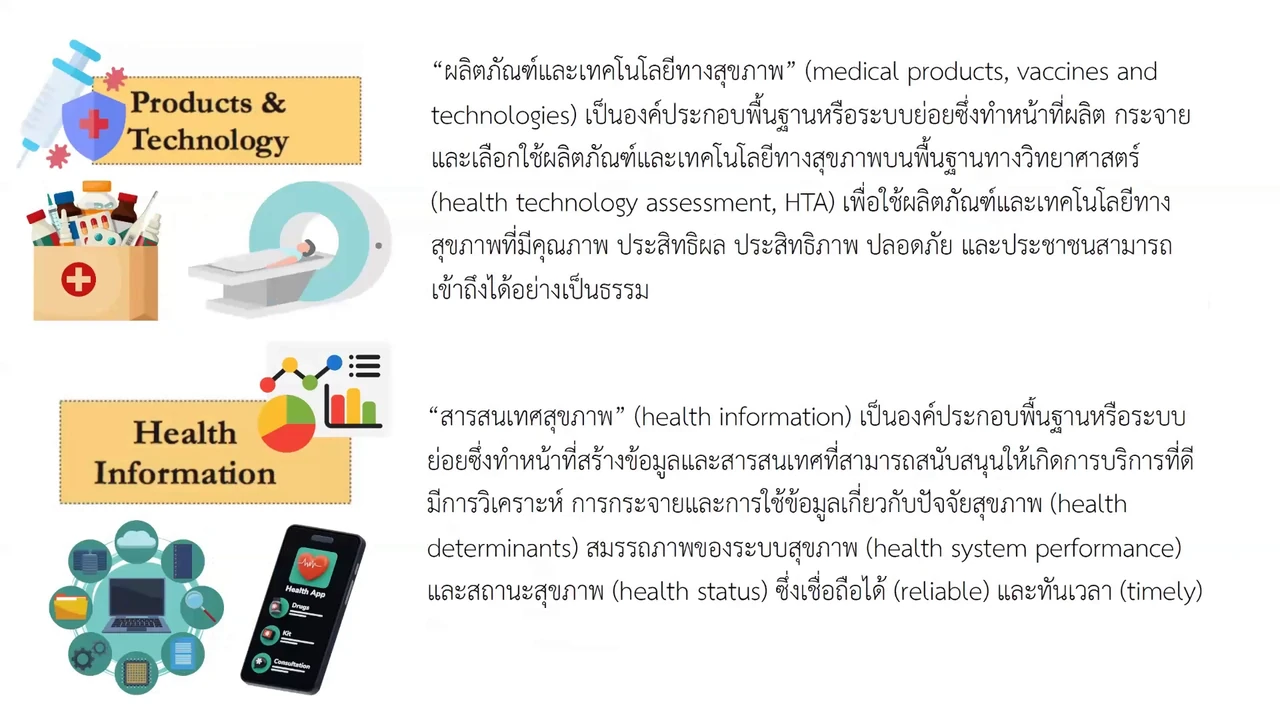 Products &
Technology
“ผลิตภัณฑ์และเทคโนโลยีทางสุขภาพ” (medical products, vaccines and
technologies) เป็นองค์ประกอบพื้นฐานหรือระบบย่อยซึ่งทำหน้าที่ผลิต กระจาย
และเลือกใช้ผลิตภัณฑ์และเทคโนโลยีทางสุขภาพบนพื้นฐานทางวิทยาศาสตร์
(health technology assessment, HTA) เพื่อใช้ผลิตภัณฑ์และเทคโนโลยีทาง
สุขภาพที่มีคุณภาพ ประสิทธิผล ประสิทธิภาพ ปลอดภัย และประชาชนสามารถ
เข้าถึงได้อย่างเป็นธรรม
Health
Information
“สารสนเทศสุขภาพ” (health information) เป็นองค์ประกอบพื้นฐานหรือระบบ
ย่อยซึ่งทำหน้าที่สร้างข้อมูลและสารสนเทศที่สามารถสนับสนุนให้เกิดการบริการที่ดี
มีการวิเคราะห์ การกระจายและการใช้ข้อมูลเกี่ยวกับปัจจัยสุขภาพ (health
determinants) สมรรถภาพของระบบสุขภาพ (health system performance)
และสถานะสุขภาพ (health status) ซึ่งเชื่อถือได้ (reliable) และทันเวลา (timely)
Health App
Drugs
Kit
Consultation